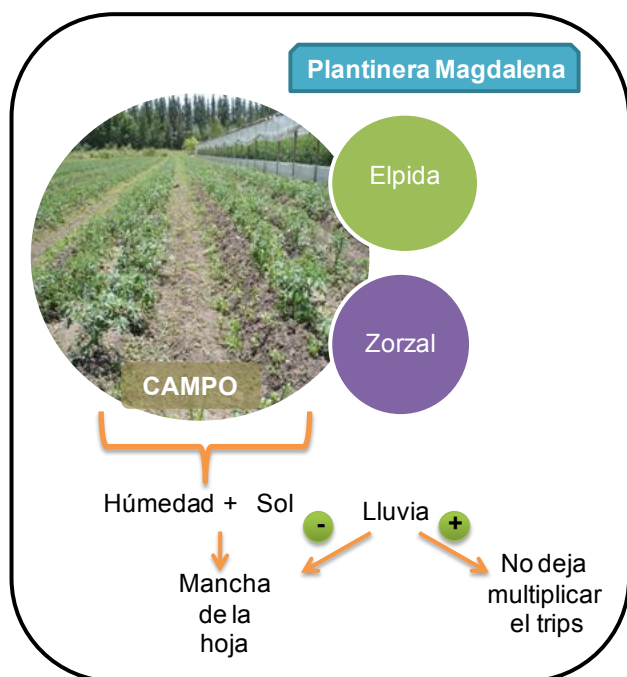 Plantinera Magdalena
Elpida
Zorzal
CAMPO
Húmedad + Sol
-
Lluvia
+
Mancha
de la
hoja
No deja
multiplicar
el trips